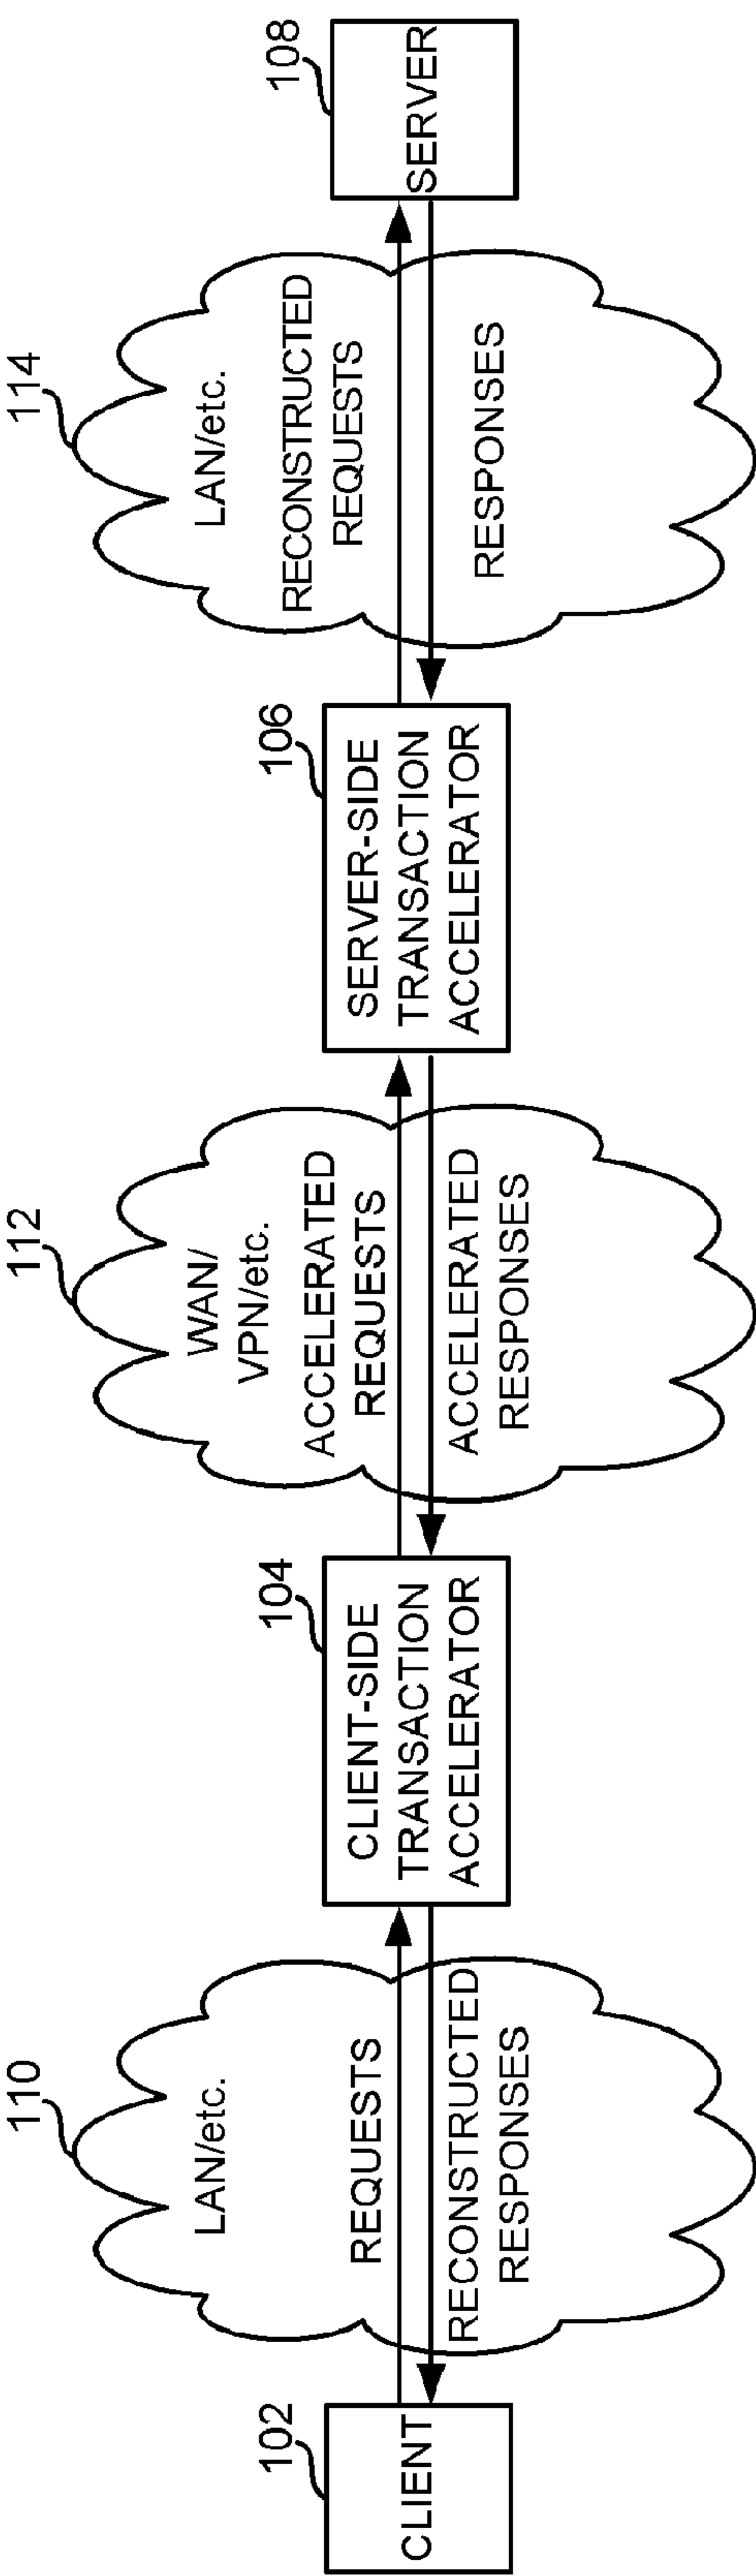 102
CLIENT
110
LAN/etc.
REQUESTS
RECONSTRUCTED
RESPONSES
104
CLIENT-SIDE
TRANSACTION
ACCELERATOR
112
WAN/
VPN/etc.
ACCELERATED
REQUESTS
ACCELERATED
RESPONSES
106
SERVER-SIDE
TRANSACTION
ACCELERATOR
114
LAN/etc.
RECONSTRUCTED
REQUESTS
RESPONSES
108
SERVER